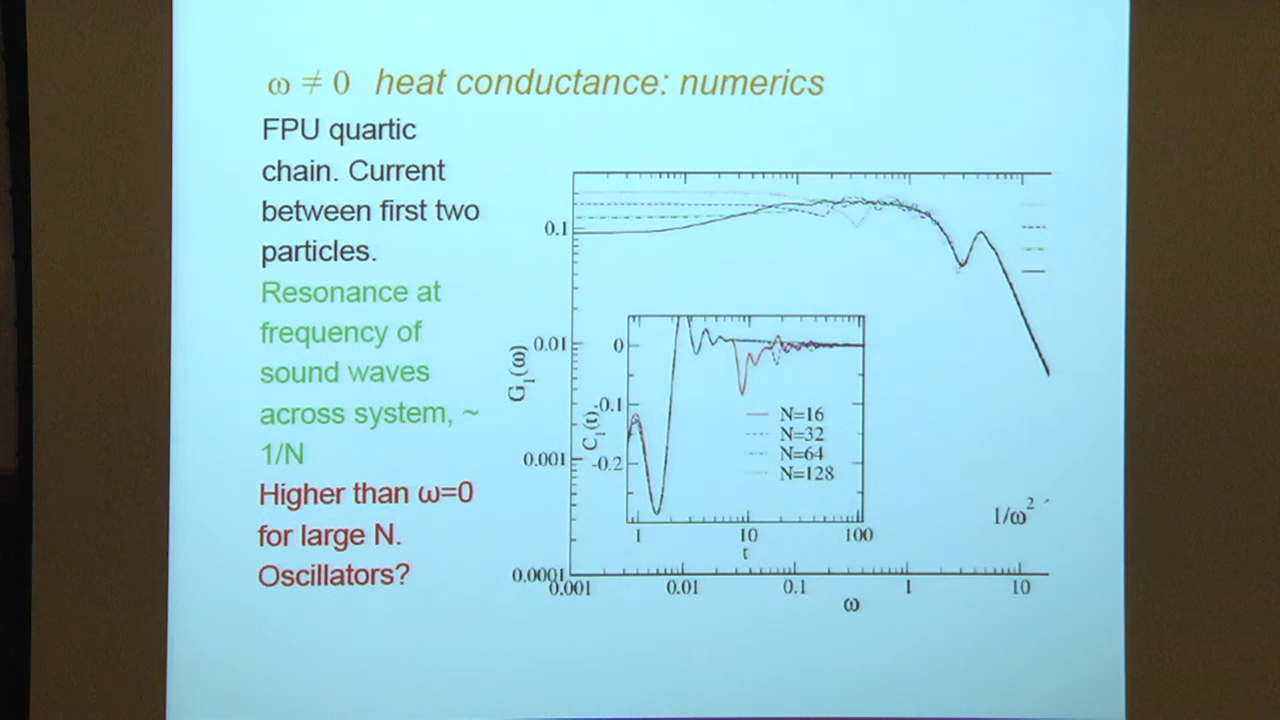 ω ≠ 0 heat conductance: numerics
FPU quartic
chain. Current
between first two
particles.
Resonance at
frequency of
sound waves
across system, ~
1/N
Higher than ω=0
for large N.
Oscillators?
G₁(ω)
0.1
0.01
0.001
0.0001
0.001
0.01
0.1
1
10
ω
1/ω²
C₁(t)
0
-0.1
-0.2
1
10
100
t
N=16
N=32
N=64
N=128